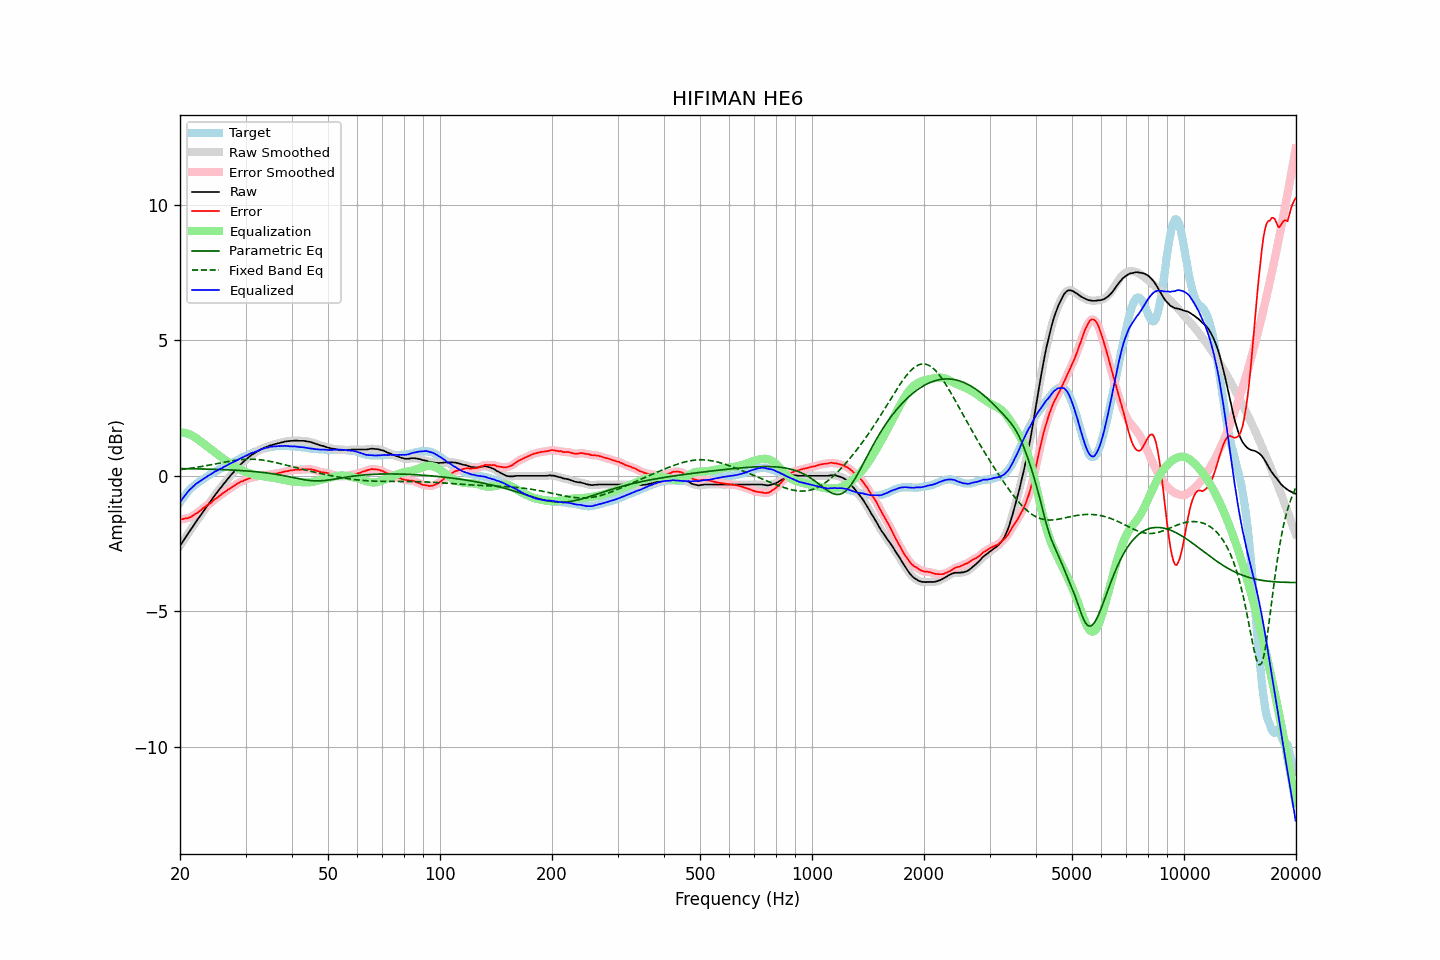 HIFIMAN HE6
Target
Raw Smoothed
Error Smoothed
Raw
Error
Equalization
Parametric Eq
Fixed Band Eq
Equalized
10
5
0
−5
−10
Amplitude (dBr)
20 50 100 200 500 1000 2000 5000 10000 20000
Frequency (Hz)